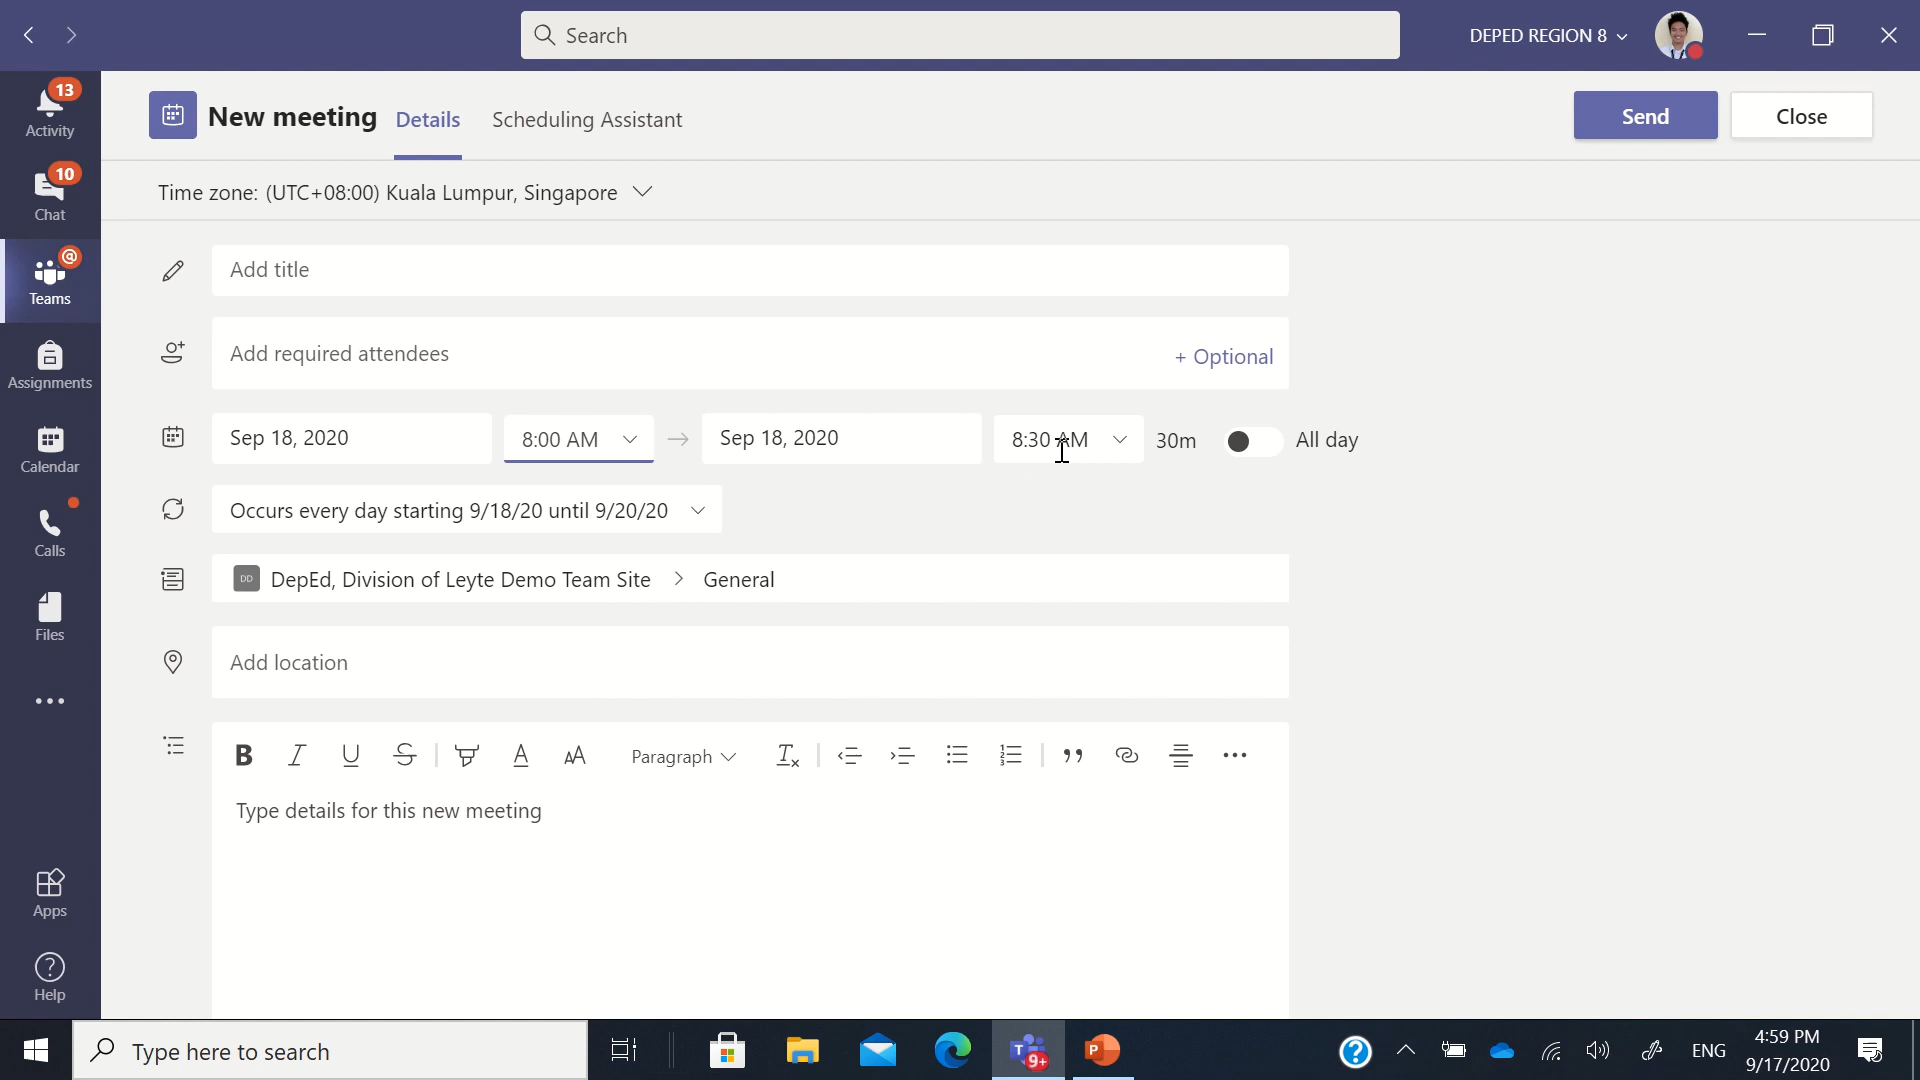 Search
DEPED REGION 8
13
Activity
10
Chat
@
Teams
Assignments
Calendar
Calls
Files
Apps
Help
New meeting Details Scheduling Assistant
Send Close
Time zone: (UTC+08:00) Kuala Lumpur, Singapore
Add title
Add required attendees + Optional
Sep 18, 2020 8:00 AM Sep 18, 2020 8:30 AM 30m All day
Occurs every day starting 9/18/20 until 9/20/20
DD DepEd, Division of Leyte Demo Team Site > General
Add location
B I U S A AA Paragraph
Type details for this new meeting
Type here to search
T 9+ P
ENG
4:59 PM
9/17/2020